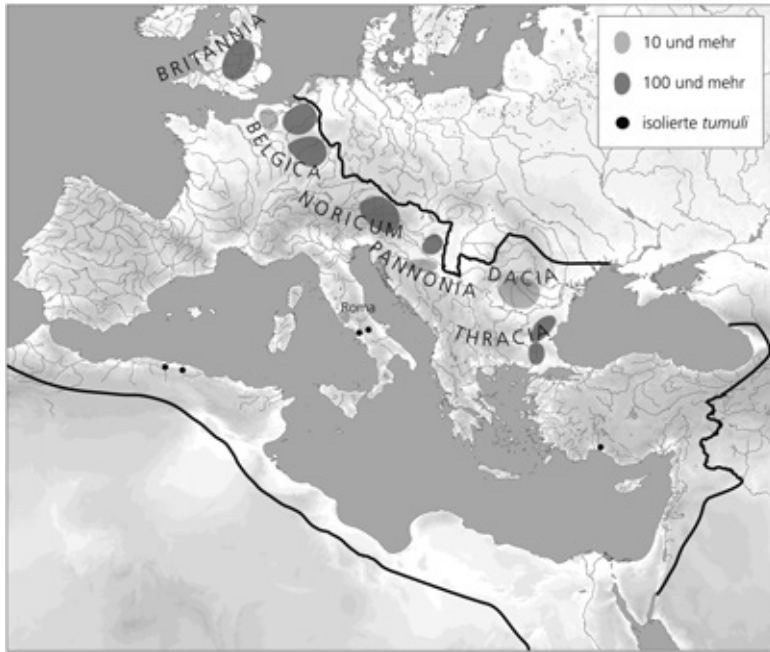 BRITANNIA
10 und mehr
100 und mehr
isolierte tumuli
BELGICA
NORICUM
PANNONIA
DACIA
THRACIA
Roma